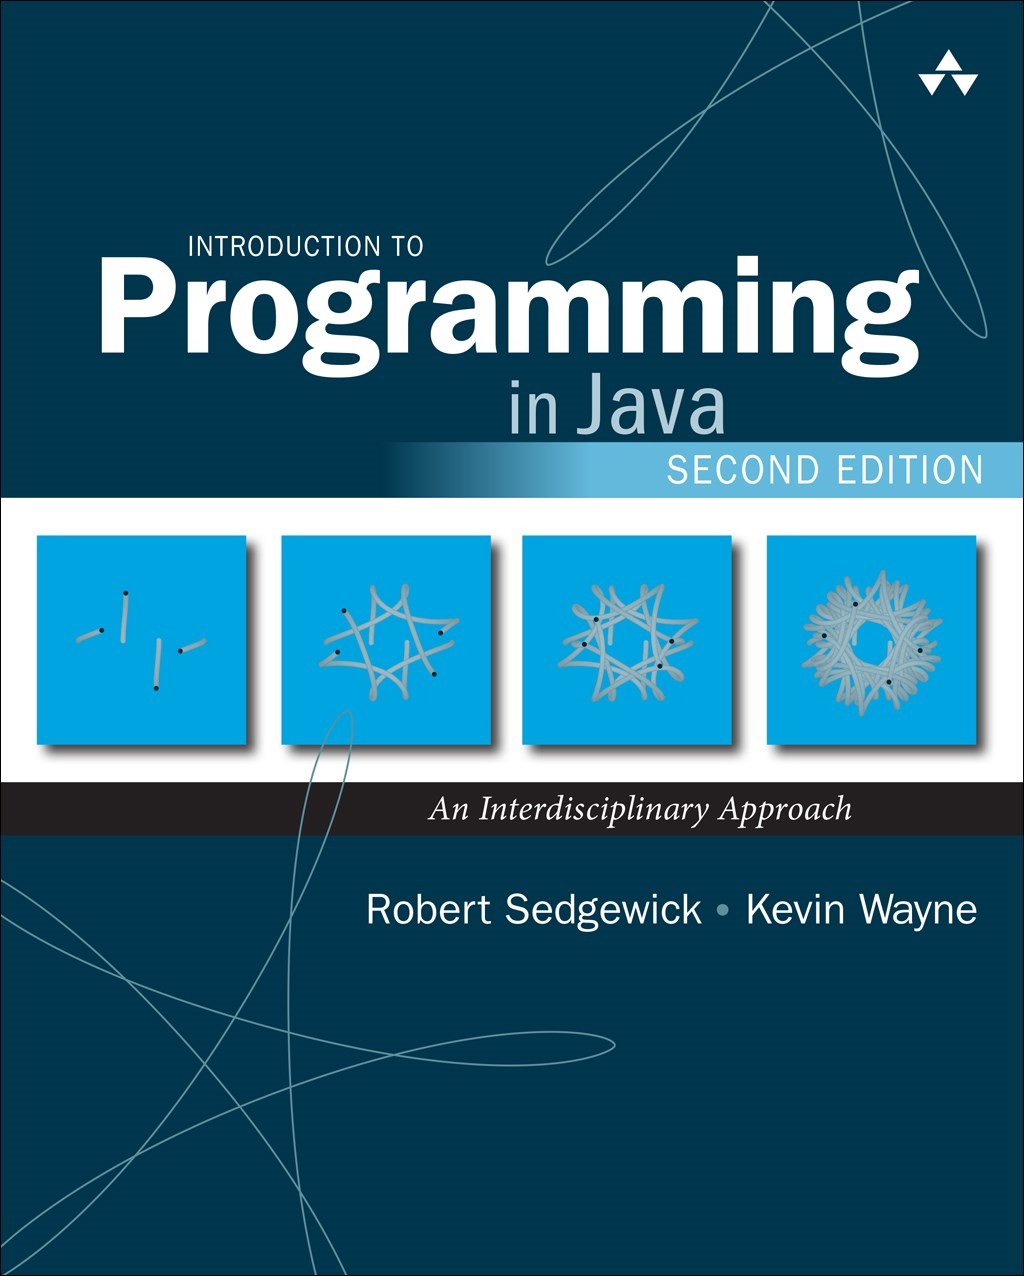 INTRODUCTION TO
Programming
in Java
SECOND EDITION
An Interdisciplinary Approach
Robert Sedgewick • Kevin Wayne